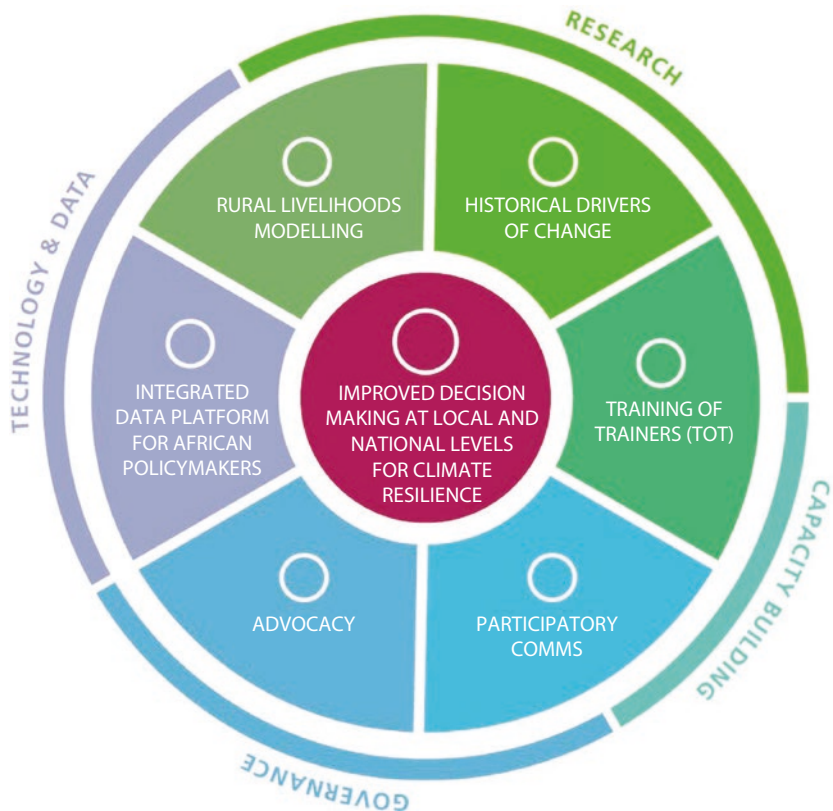 RESEARCH
TECHNOLOGY & DATA
RURAL LIVELIHOODS
MODELLING
HISTORICAL DRIVERS
OF CHANGE
INTEGRATED
DATA PLATFORM
FOR AFRICAN
POLICYMAKERS
IMPROVED DECISION
MAKING AT LOCAL AND
NATIONAL LEVELS
FOR CLIMATE
RESILIENCE
TRAINING OF
TRAINERS (TOT)
CAPACITY BUILDING
ADVOCACY
PARTICIPATORY
COMMS
GOVERNANCE